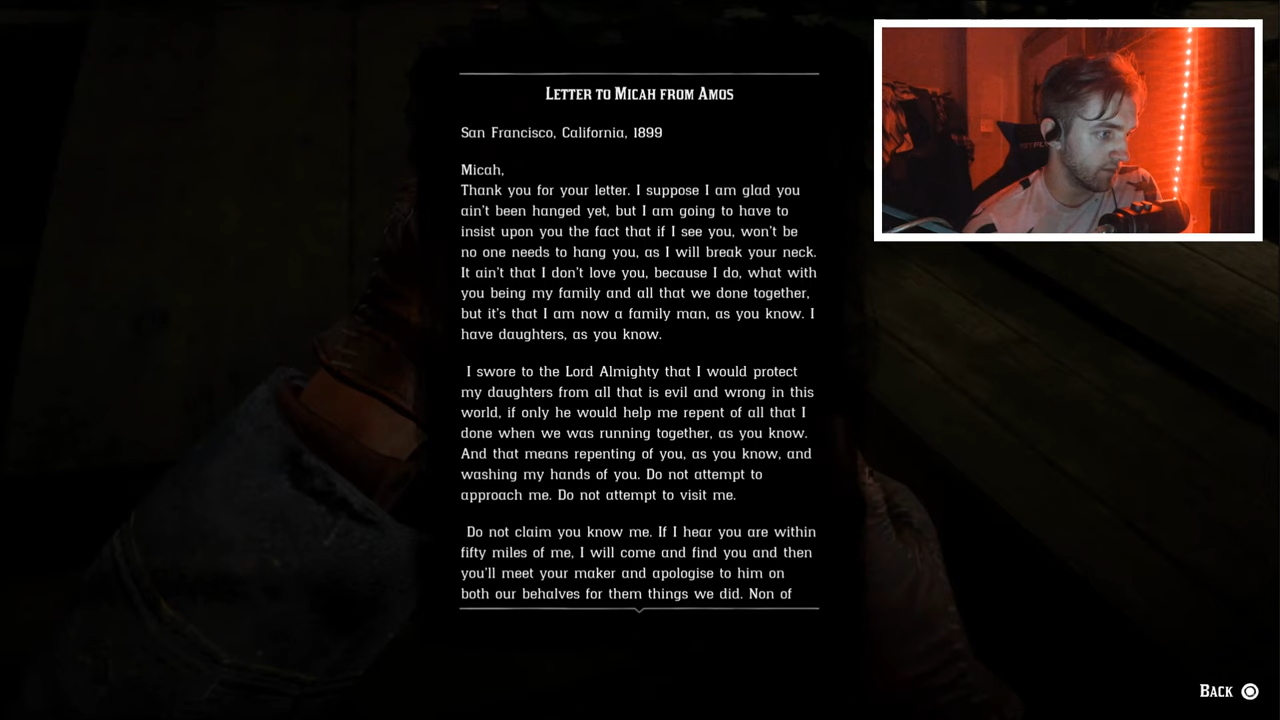 Letter to Micah from Amos
San Francisco, California, 1899
Micah,
Thank you for your letter. I suppose I am glad you
ain't been hanged yet, but I am going to have to
insist upon you the fact that if I see you, won't be
no one needs to hang you, as I will break your neck.
It ain't that I don't love you, because I do, what with
you being my family and all that we done together,
but it's that I am now a family man, as you know. I
have daughters, as you know.
I swore to the Lord Almighty that I would protect
my daughters from all that is evil and wrong in this
world, if only he would help me repent of all that I
done when we was running together, as you know.
And that means repenting of you, as you know, and
washing my hands of you. Do not attempt to
approach me. Do not attempt to visit me.
Do not claim you know me. If I hear you are within
fifty miles of me, I will come and find you and then
you'll meet your maker and apologise to him on
both our behalves for them things we did. Non of
Back